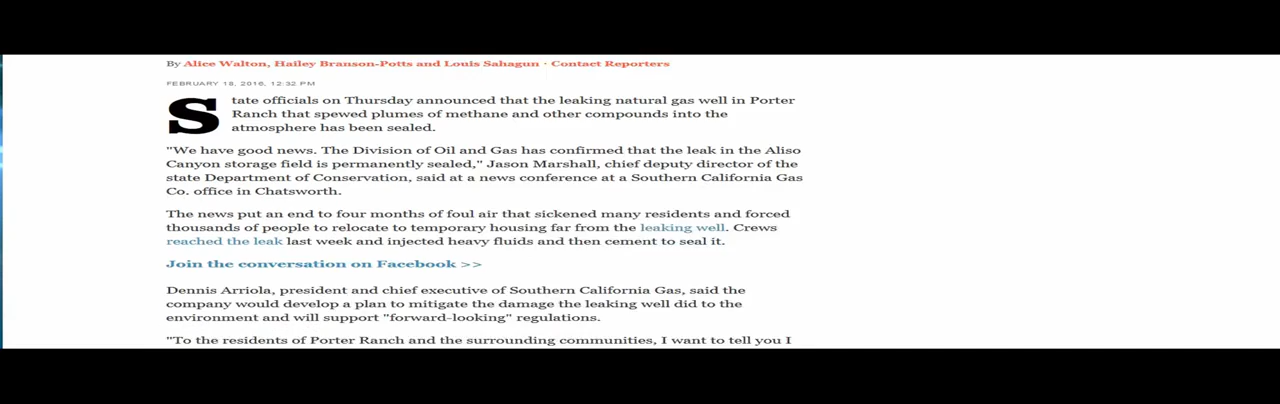 By Alice Walton, Hailey Branson-Potts and Louis Sahagun · Contact Reporters
FEBRUARY 18, 2016, 12:32 PM
State officials on Thursday announced that the leaking natural gas well in Porter
Ranch that spewed plumes of methane and other compounds into the
atmosphere has been sealed.
"We have good news. The Division of Oil and Gas has confirmed that the leak in the Aliso
Canyon storage field is permanently sealed," Jason Marshall, chief deputy director of the
state Department of Conservation, said at a news conference at a Southern California Gas
Co. office in Chatsworth.
The news put an end to four months of foul air that sickened many residents and forced
thousands of people to relocate to temporary housing far from the leaking well. Crews
reached the leak last week and injected heavy fluids and then cement to seal it.
Join the conversation on Facebook >>
Dennis Arriola, president and chief executive of Southern California Gas, said the
company would develop a plan to mitigate the damage the leaking well did to the
environment and will support "forward-looking" regulations.
"To the residents of Porter Ranch and the surrounding communities, I want to tell you I